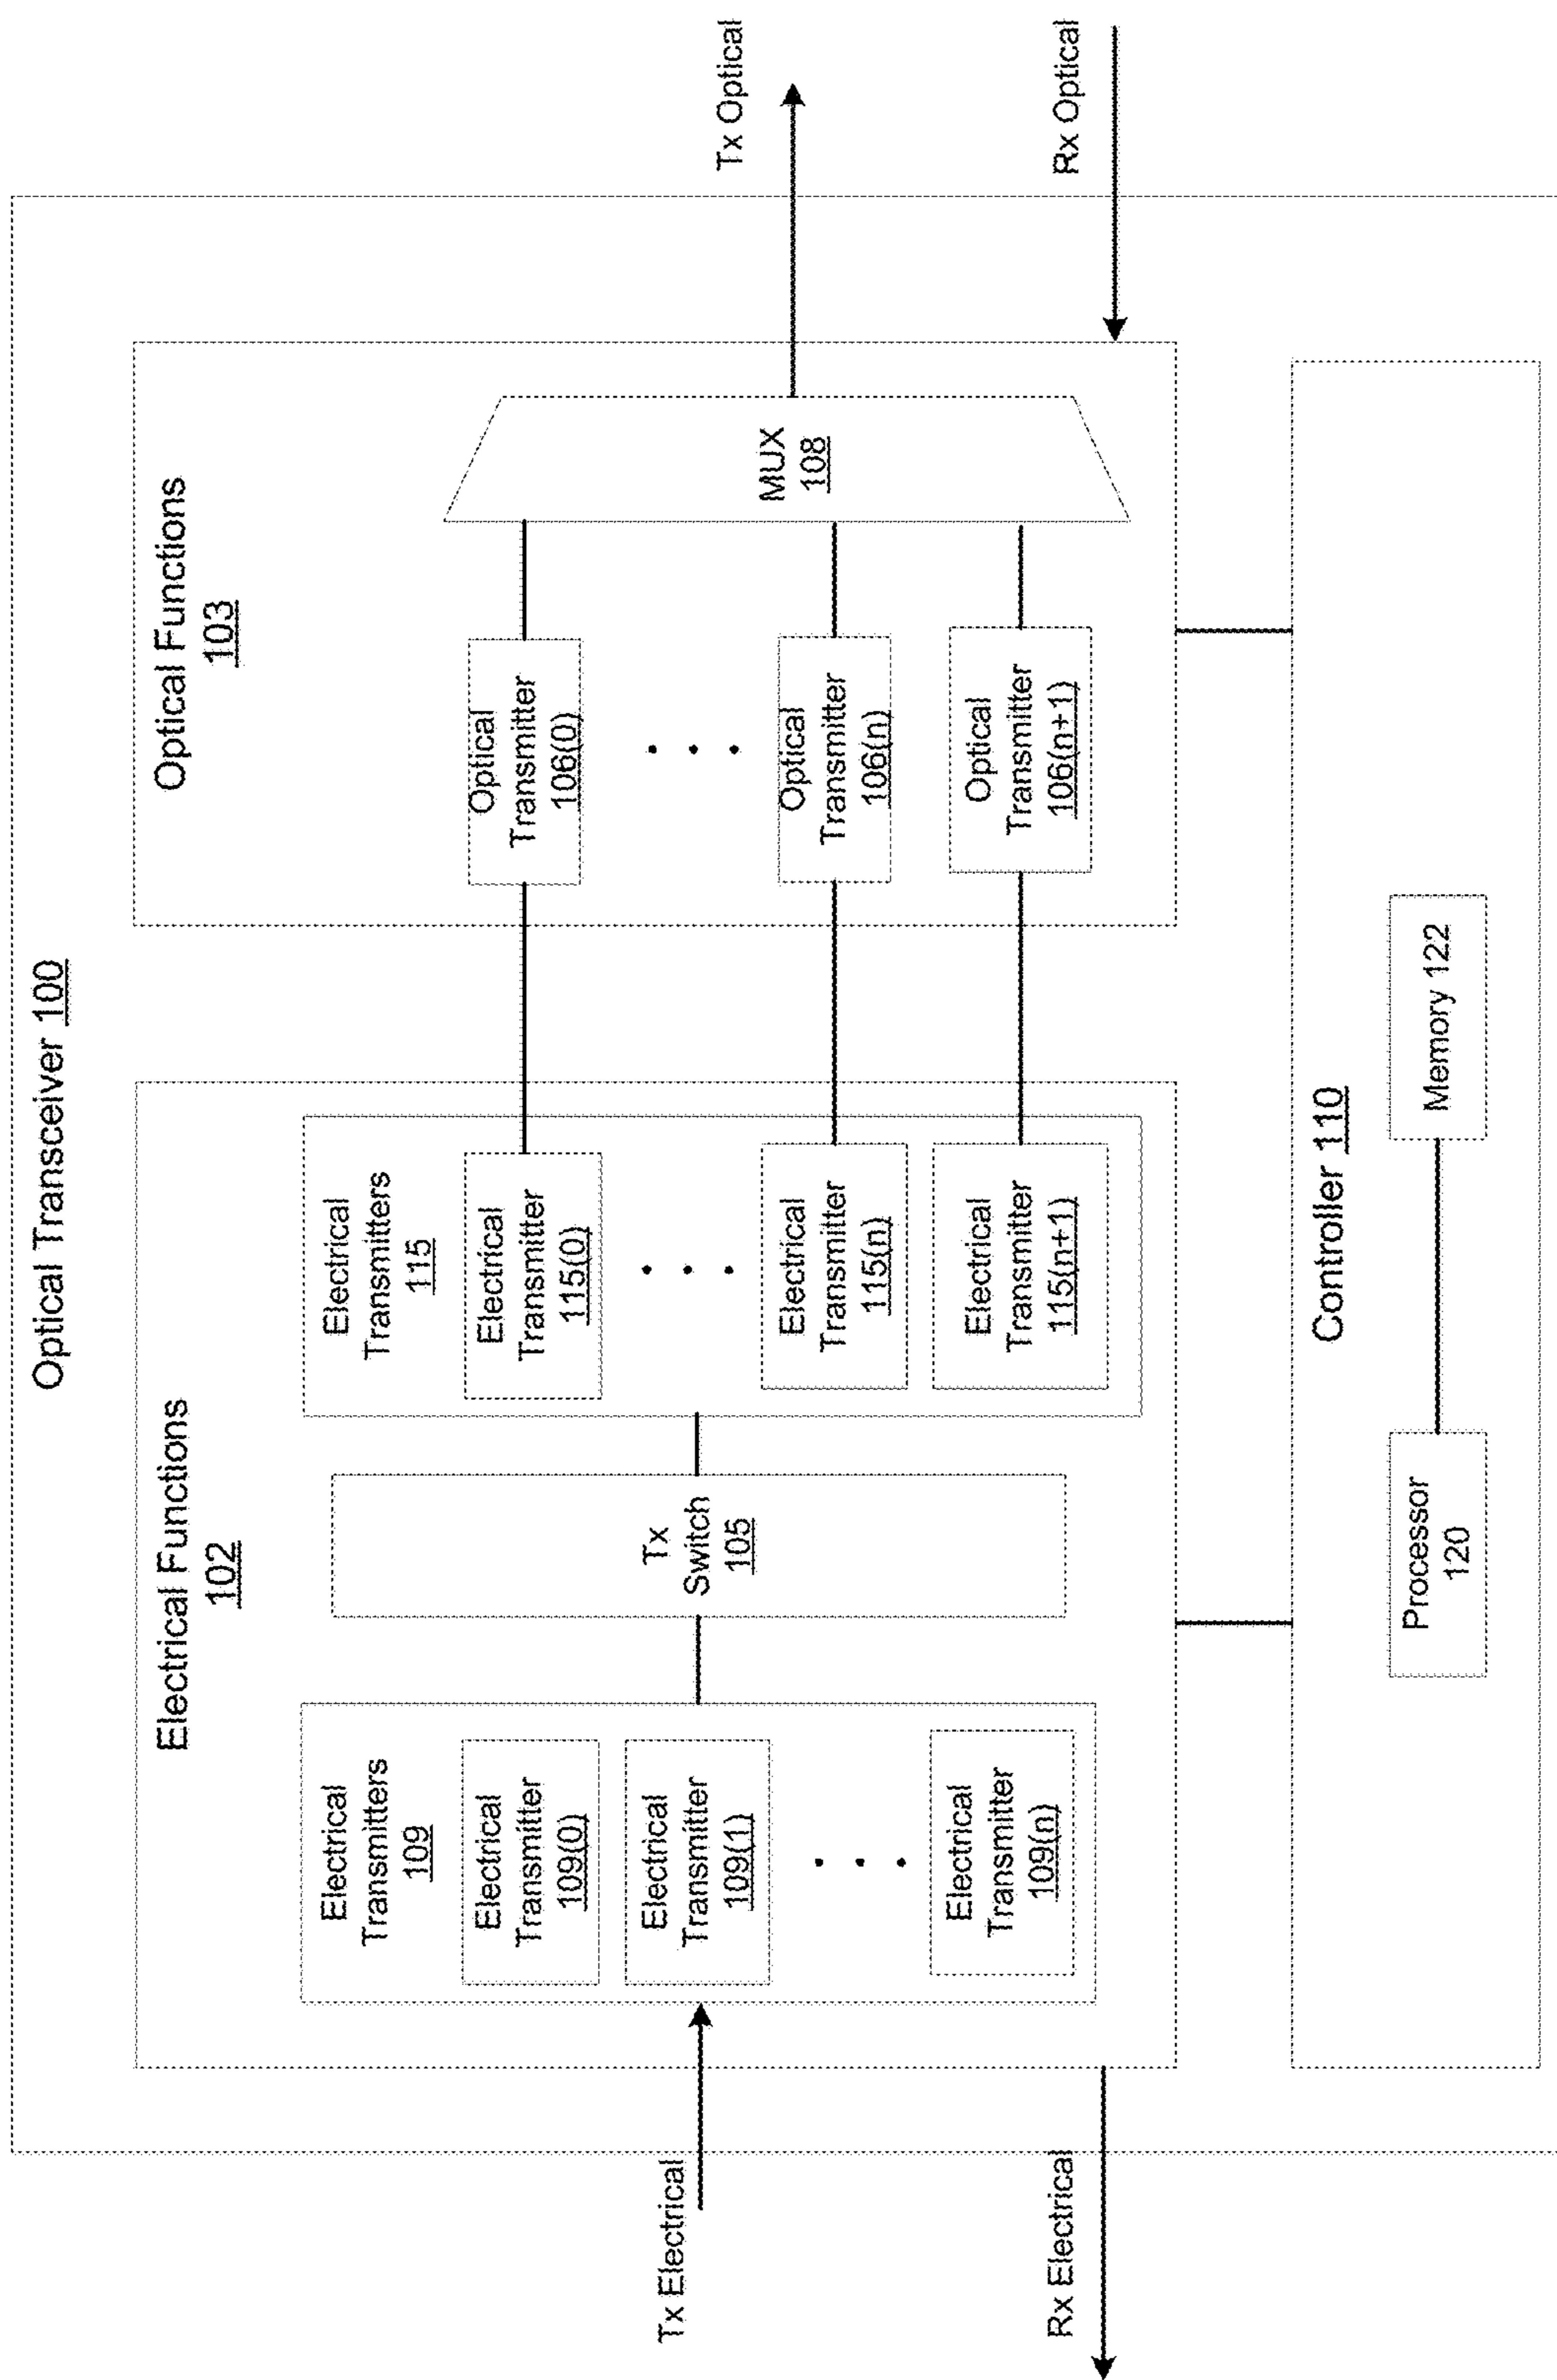 Optical Transceiver 100
Electrical Functions
102
Optical Functions
103
Tx Electrical
Rx Electrical
Electrical
Transmitters
109
Electrical
Transmitter
109(0)
Electrical
Transmitter
109(1)
Electrical
Transmitter
109(n)
Tx
Switch
105
Electrical
Transmitters
115
Electrical
Transmitter
115(0)
Electrical
Transmitter
115(n)
Electrical
Transmitter
115(n+1)
Optical
Transmitter
106(0)
Optical
Transmitter
106(n)
Optical
Transmitter
106(n+1)
MUX
108
Tx Optical
Rx Optical
Controller 110
Processor
120
Memory 122